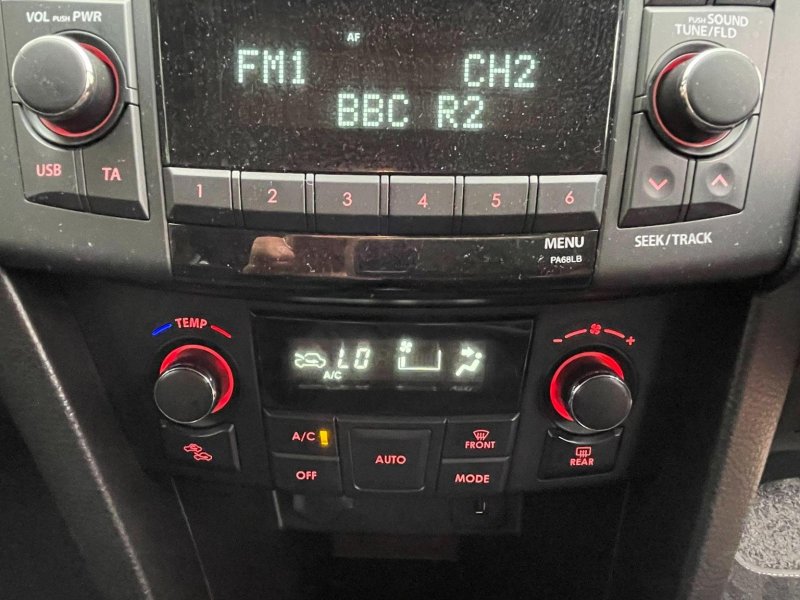 VOL PUSH PWR
PUSH SOUND
TUNE/FLD
AF
FM1 CH2
BBC R2
USB TA
1 2 3 4 5 6
MENU
PA68LB
SEEK/TRACK
TEMP
LO
A/C
- +
A/C
OFF
AUTO
FRONT
MODE
REAR